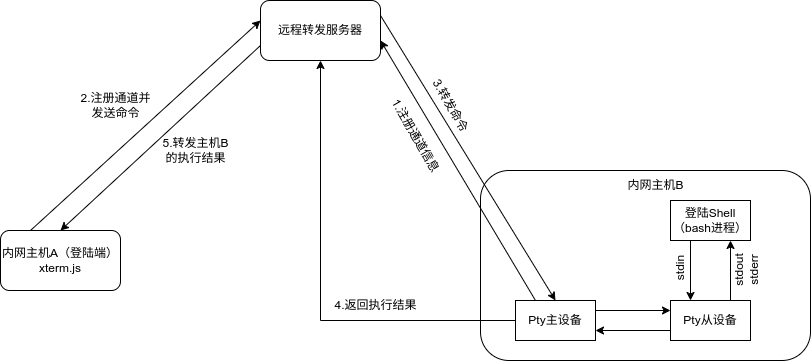 远程转发服务器
2.注册通道并
发送命令
3.转发命令
1.注册通道信息
5.转发主机B
的执行结果
内网主机B
登陆Shell
（bash进程）
内网主机A（登陆端）
xterm.js
stdin
stdout
stderr
4.返回执行结果
Pty主设备
Pty从设备